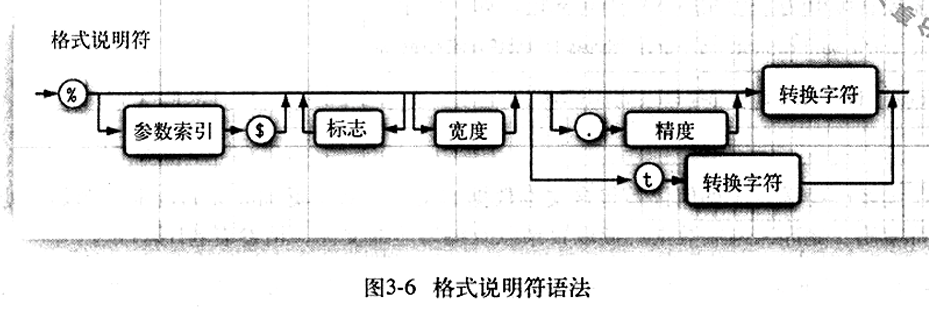 格式说明符
% 转换字符
参数索引 $ 标志 宽度 . 精度
t 转换字符
图3-6 格式说明符语法